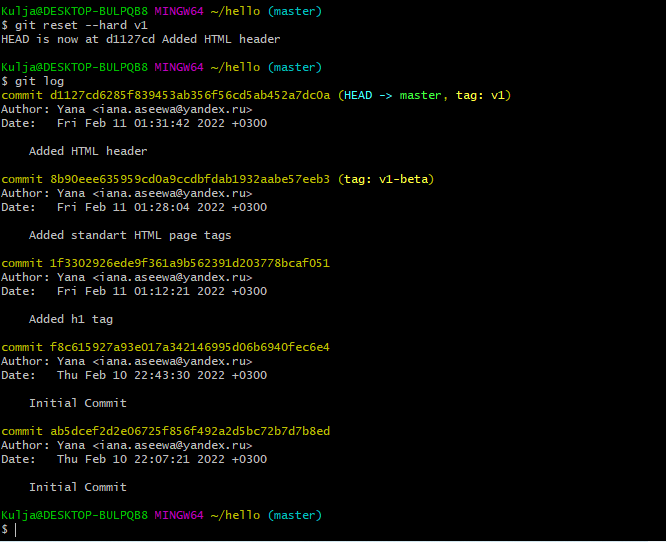 Kulja@DESKTOP-BULPQB8 MINGW64 ~/hello (master)
$ git reset --hard v1
HEAD is now at d1127cd Added HTML header
Kulja@DESKTOP-BULPQB8 MINGW64 ~/hello (master)
$ git log
commit d1127cd6285f839453ab356f56cd5ab452a7dc0a (HEAD -> master, tag: v1)
Author: Yana <iana.aseewa@yandex.ru>
Date:   Fri Feb 11 01:31:42 2022 +0300
    Added HTML header
commit 8b90eee635959cd0a9ccdbfdab1932aabe57eeb3 (tag: v1-beta)
Author: Yana <iana.aseewa@yandex.ru>
Date:   Fri Feb 11 01:28:04 2022 +0300
    Added standart HTML page tags
commit 1f3302926ede9f361a9b562391d203778bcaf051
Author: Yana <iana.aseewa@yandex.ru>
Date:   Fri Feb 11 01:12:21 2022 +0300
    Added h1 tag
commit f8c615927a93e017a342146995d06b6940fec6e4
Author: Yana <iana.aseewa@yandex.ru>
Date:   Thu Feb 10 22:43:30 2022 +0300
    Initial Commit
commit ab5dcef2d2e06725f856f492a2d5bc72b7d7b8ed
Author: Yana <iana.aseewa@yandex.ru>
Date:   Thu Feb 10 22:07:21 2022 +0300
    Initial Commit
Kulja@DESKTOP-BULPQB8 MINGW64 ~/hello (master)
$